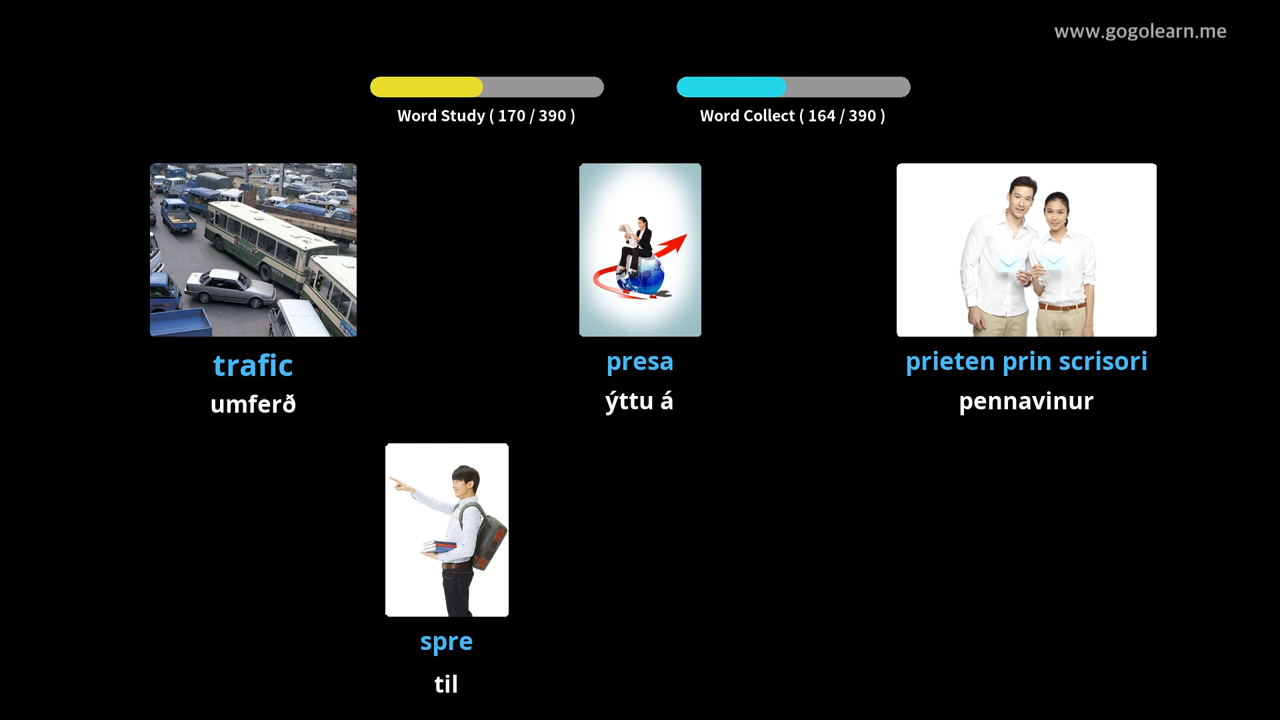 www.gogolearn.me
Word Study ( 170 / 390 )
Word Collect ( 164 / 390 )
trafic
umferð
presa
ýttu á
prieten prin scrisori
pennavinur
spre
til